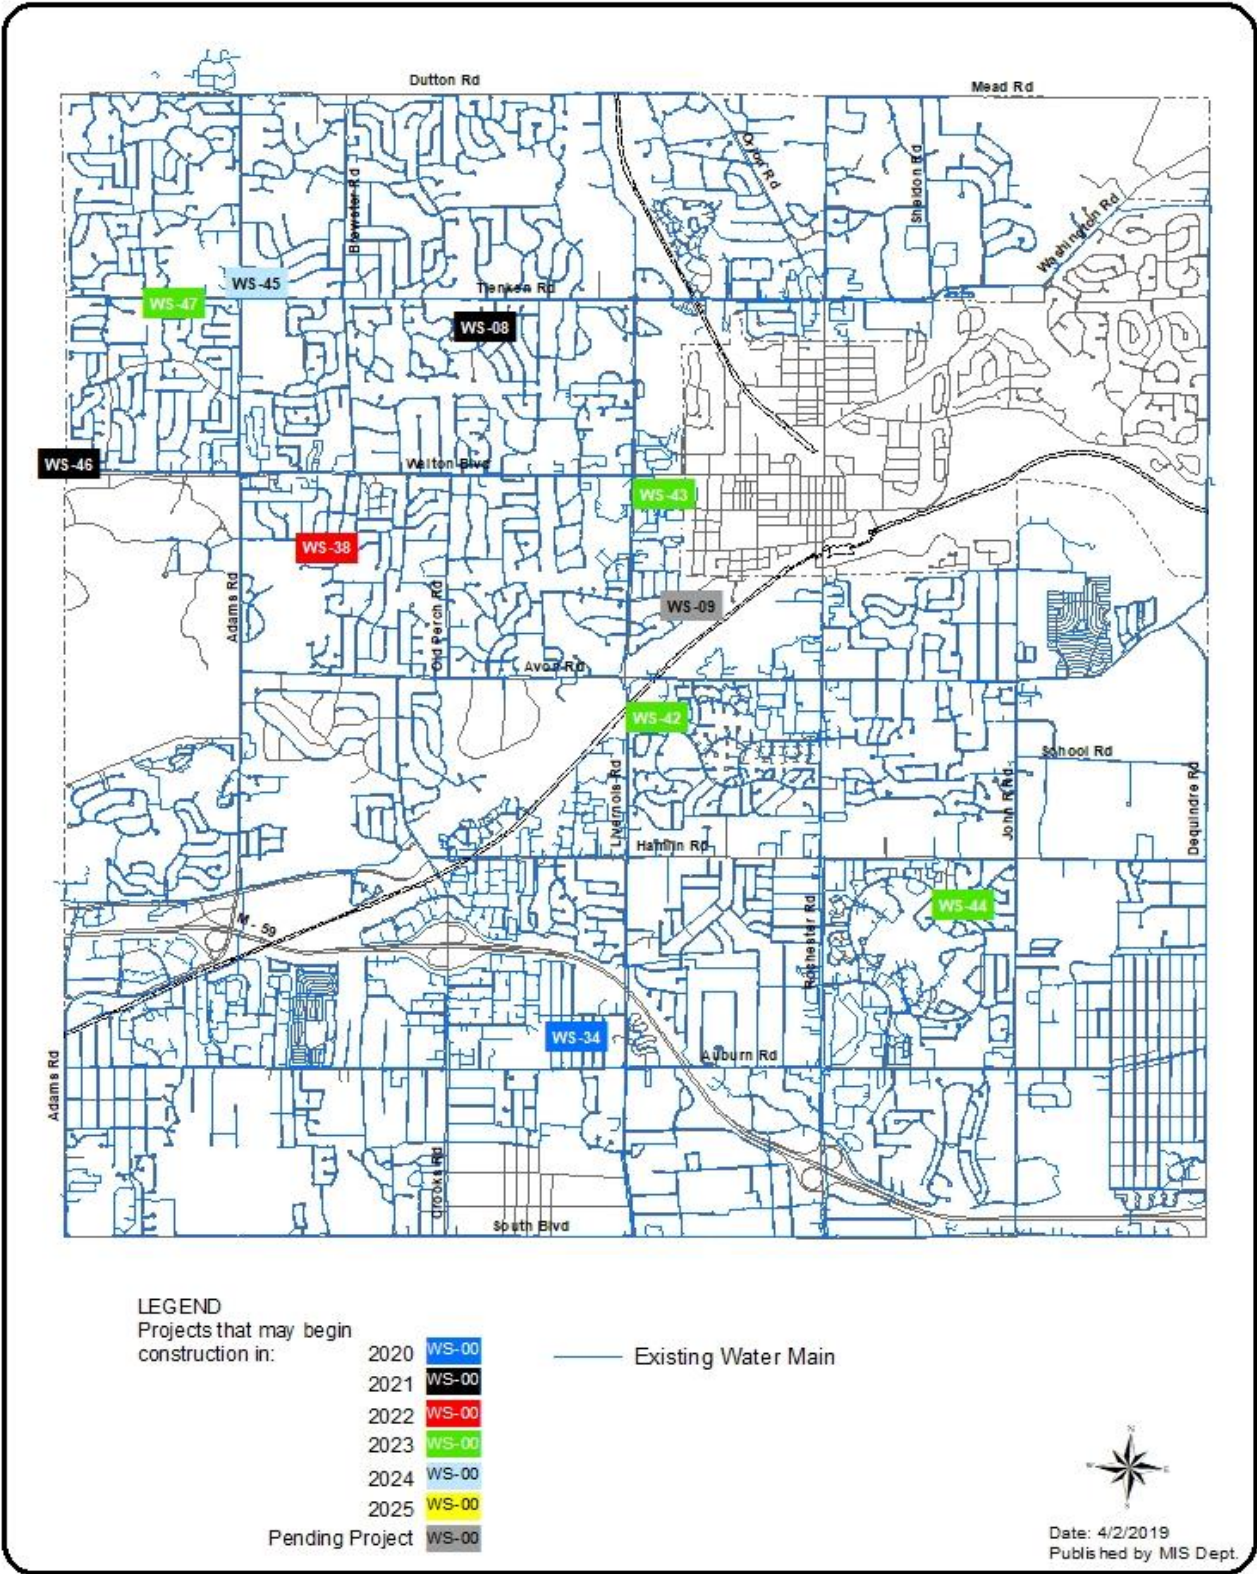 Dutton Rd
Mead Rd
Orion Rd
Sheldon Rd
Brewster Rd
Washington Rd
WS-45
Tienken Rd
WS-47
WS-08
WS-46
Walton Blvd
WS-43
WS-38
Adams Rd
Old Perch Rd
WS-09
Avon Rd
WS-42
School Rd
Livernois Rd
John R Rd
Dequindre Rd
Hamlin Rd
WS-44
M - 59
Rochester Rd
WS-34
Auburn Rd
Adams Rd
Crooks Rd
South Blvd
LEGEND
Projects that may begin
construction in:
2020 WS-00
2021 WS-00
2022 WS-00
2023 WS-00
2024 WS-00
2025 WS-00
Pending Project WS-00
Existing Water Main
N
W
E
S
Date: 4/2/2019
Published by MIS Dept.